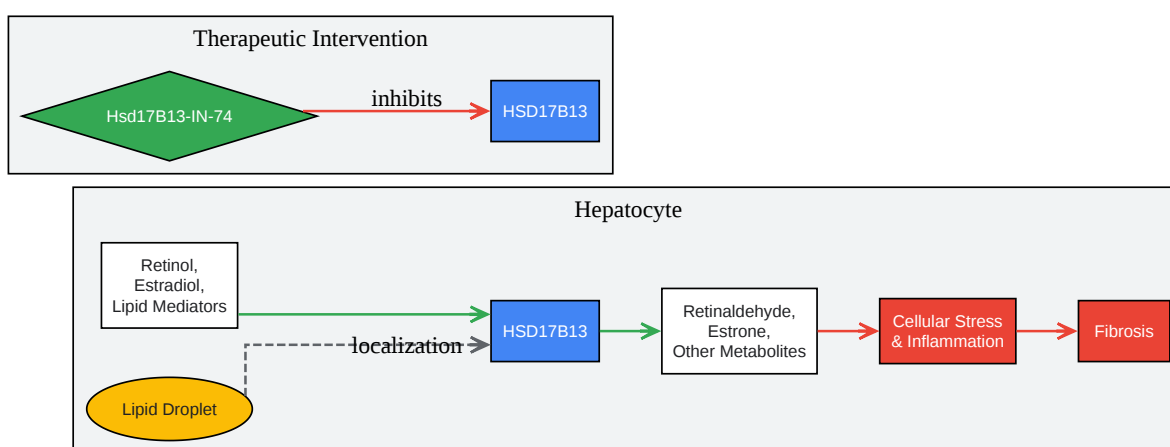 Therapeutic Intervention
Hsd17B13-IN-74
inhibits
HSD17B13
Hepatocyte
Retinol,
Estradiol,
Lipid Mediators
localization
Lipid Droplet
HSD17B13
Retinaldehyde,
Estrone,
Other Metabolites
Cellular Stress
& Inflammation
Fibrosis